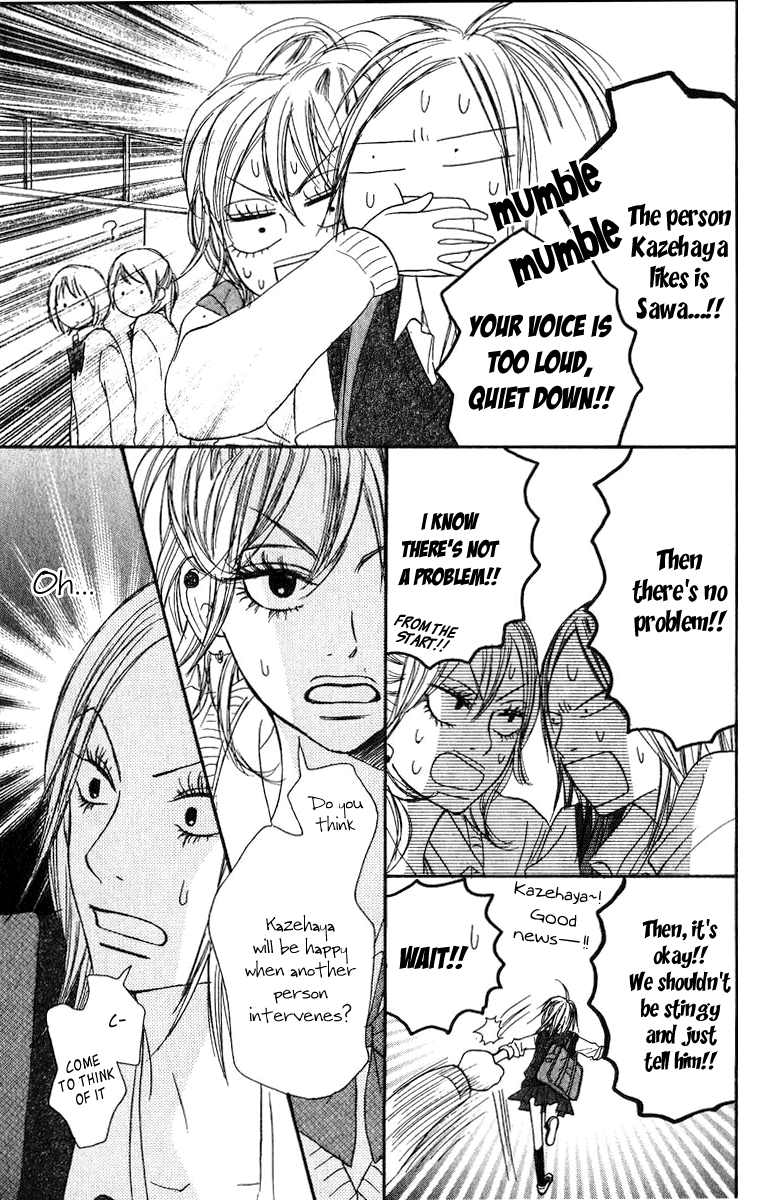 The person
Kazehaya
likes is
Sawa...!!
mumble
mumble
YOUR VOICE IS
TOO LOUD,
QUIET DOWN!!
?
Then
there's no
problem!!
I KNOW
THERE'S NOT
A PROBLEM!!
FROM THE
START!!
Then, it's
okay!!
We shouldn't
be stingy
and just
tell him!!
Kazehaya~!
Good
news—!!
WAIT!!
Do you
think
Kazehaya
will be happy
when another
person
intervenes?
Oh...
C-
COME
TO THINK
OF IT